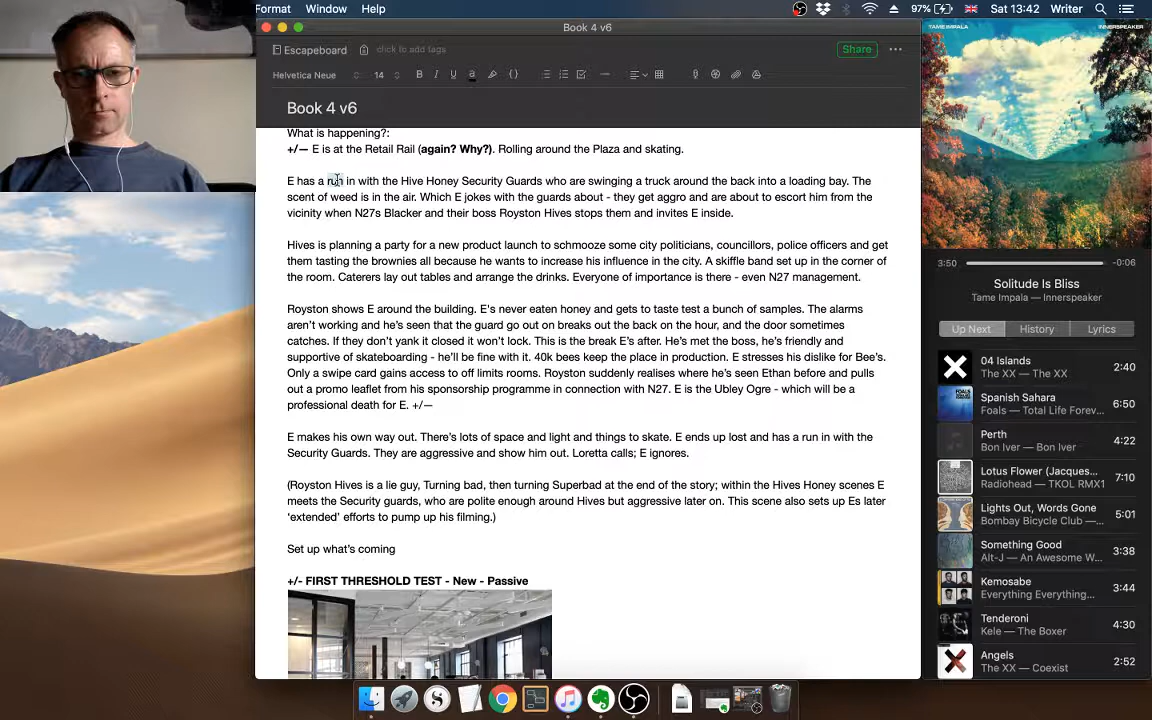 Format Window Help
97% Sat 13:42 Writer
Book 4 v6
Escapeboard click to add tags
Share
Helvetica Neue 14 B I U a
Book 4 v6
What is happening?:
+/— E is at the Retail Rail (again? Why?). Rolling around the Plaza and skating.
E has a run in with the Hive Honey Security Guards who are swinging a truck around the back into a loading bay. The
scent of weed is in the air. Which E jokes with the guards about - they get aggro and are about to escort him from the
vicinity when N27s Blacker and their boss Royston Hives stops them and invites E inside.
Hives is planning a party for a new product launch to schmooze some city politicians, councillors, police officers and get
them tasting the brownies all because he wants to increase his influence in the city. A skiffle band set up in the corner of
the room. Caterers lay out tables and arrange the drinks. Everyone of importance is there - even N27 management.
Royston shows E around the building. E's never eaten honey and gets to taste test a bunch of samples. The alarms
aren't working and he's seen that the guard go out on breaks out the back on the hour, and the door sometimes
catches. If they don't yank it closed it won't lock. This is the break E's after. He's met the boss, he's friendly and
supportive of skateboarding - he'll be fine with it. 40k bees keep the place in production. E stresses his dislike for Bee's.
Only a swipe card gains access to off limits rooms. Royston suddenly realises where he's seen Ethan before and pulls
out a promo leaflet from his sponsorship programme in connection with N27. E is the Ubley Ogre - which will be a
professional death for E. +/—
E makes his own way out. There's lots of space and light and things to skate. E ends up lost and has a run in with the
Security Guards. They are aggressive and show him out. Loretta calls; E ignores.
(Royston Hives is a lie guy, Turning bad, then turning Superbad at the end of the story; within the Hives Honey scenes E
meets the Security guards, who are polite enough around Hives but aggressive later on. This scene also sets up Es later
'extended' efforts to pump up his filming.)
Set up what's coming
+/- FIRST THRESHOLD TEST - New - Passive
TAME IMPALA INNERSPEAKER
3:50 -0:06
Solitude Is Bliss
Tame Impala — Innerspeaker
Up Next History Lyrics
04 Islands
The XX — The XX 2:40
Spanish Sahara
Foals — Total Life Forev... 6:50
Perth
Bon Iver — Bon Iver 4:22
Lotus Flower (Jacques...
Radiohead — TKOL RMX1 7:10
Lights Out, Words Gone
Bombay Bicycle Club —... 5:01
Something Good
Alt-J — An Awesome W... 3:38
Kemosabe
Everything Everything... 3:44
Tenderoni
Kele — The Boxer 4:30
Angels
The XX — Coexist 2:52